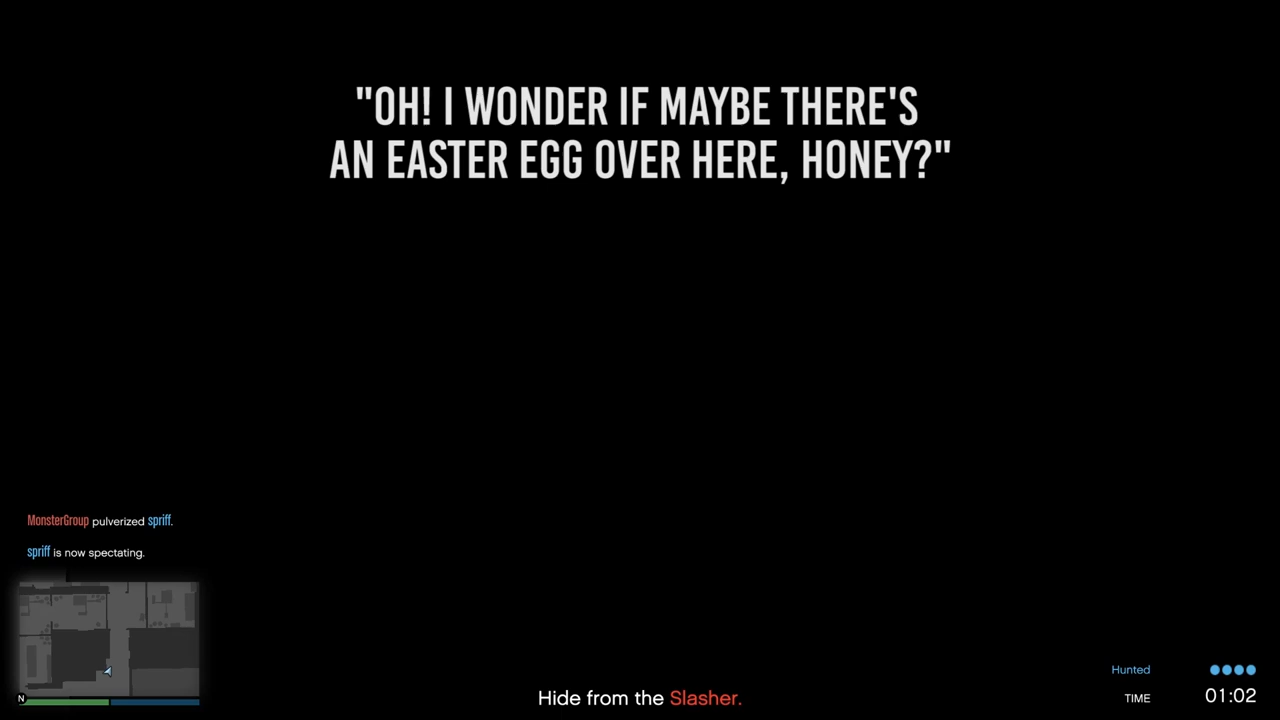 "OH! I WONDER IF MAYBE THERE'S
AN EASTER EGG OVER HERE, HONEY?"
MonsterGroup pulverized spriff.
spriff is now spectating.
N
Hide from the Slasher.
Hunted
TIME 01:02